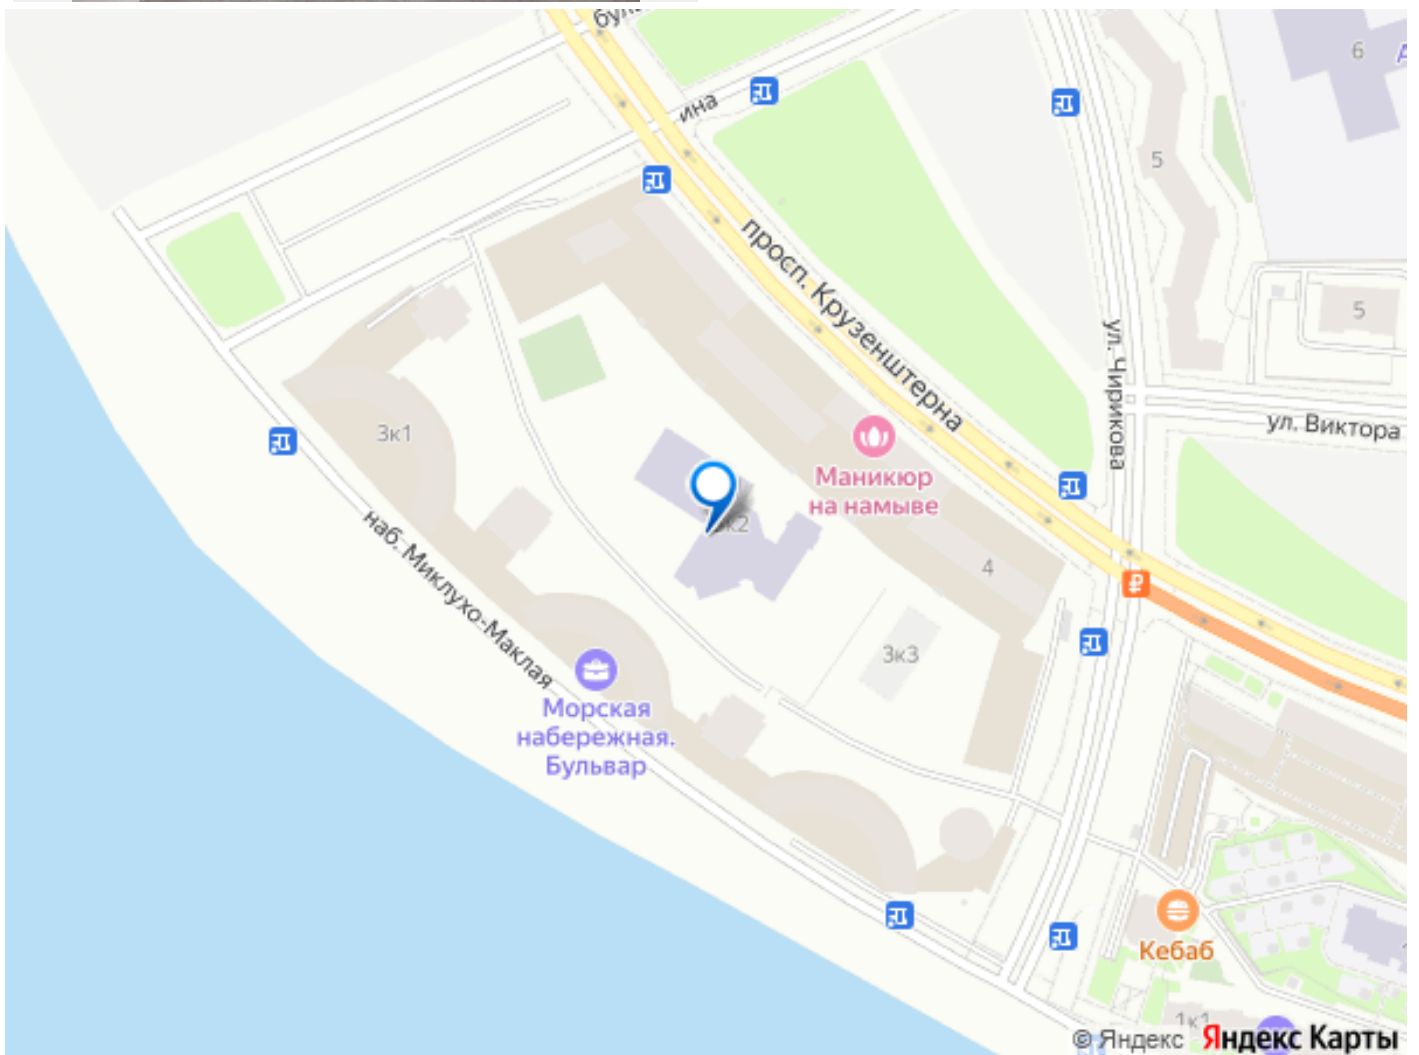 6
ина
5
5
просп. Крузенштерна
ул. Чирикова
ул. Виктора
3к1
Маникюр
на намыве
4
наб. Миклухо-Маклая
3к3
Морская
набережная.
Бульвар
Кебаб
1к1
© Яндекс Яндекс Карты